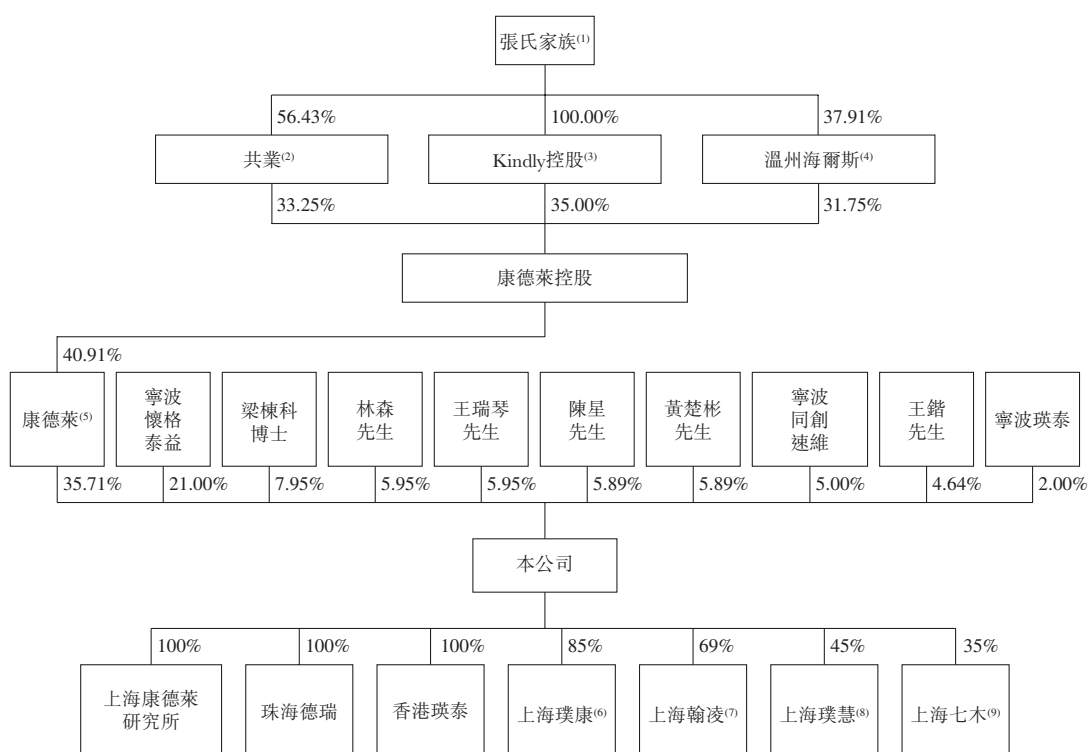 張氏家族(1)
56.43%
100.00%
37.91%
共業(2)
Kindly控股(3)
溫州海爾斯(4)
33.25%
35.00%
31.75%
康德萊控股
40.91%
康德萊(5)
寧波
懷格
泰益
梁棟科
博士
林森
先生
王瑞琴
先生
陳星
先生
黃楚彬
先生
寧波
同創
速維
王鍇
先生
寧波瑛泰
35.71%
21.00%
7.95%
5.95%
5.95%
5.89%
5.89%
5.00%
4.64%
2.00%
本公司
100%
100%
100%
85%
69%
45%
35%
上海康德萊
研究所
珠海德瑞
香港瑛泰
上海璞康(6)
上海翰凌(7)
上海璞慧(8)
上海七木(9)